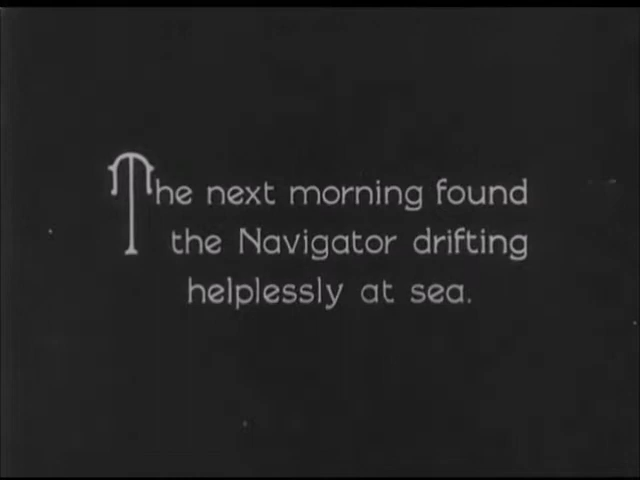 The next morning found
the Navigator drifting
helplessly at sea.